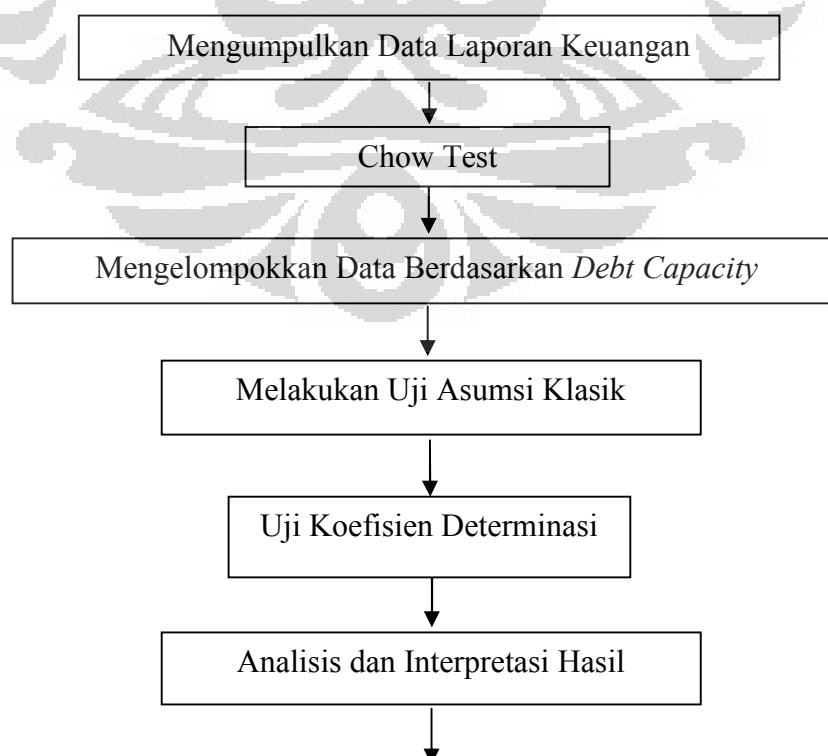 Mengumpulkan Data Laporan Keuangan
Chow Test
Mengelompokkan Data Berdasarkan Debt Capacity
Melakukan Uji Asumsi Klasik
Uji Koefisien Determinasi
Analisis dan Interpretasi Hasil